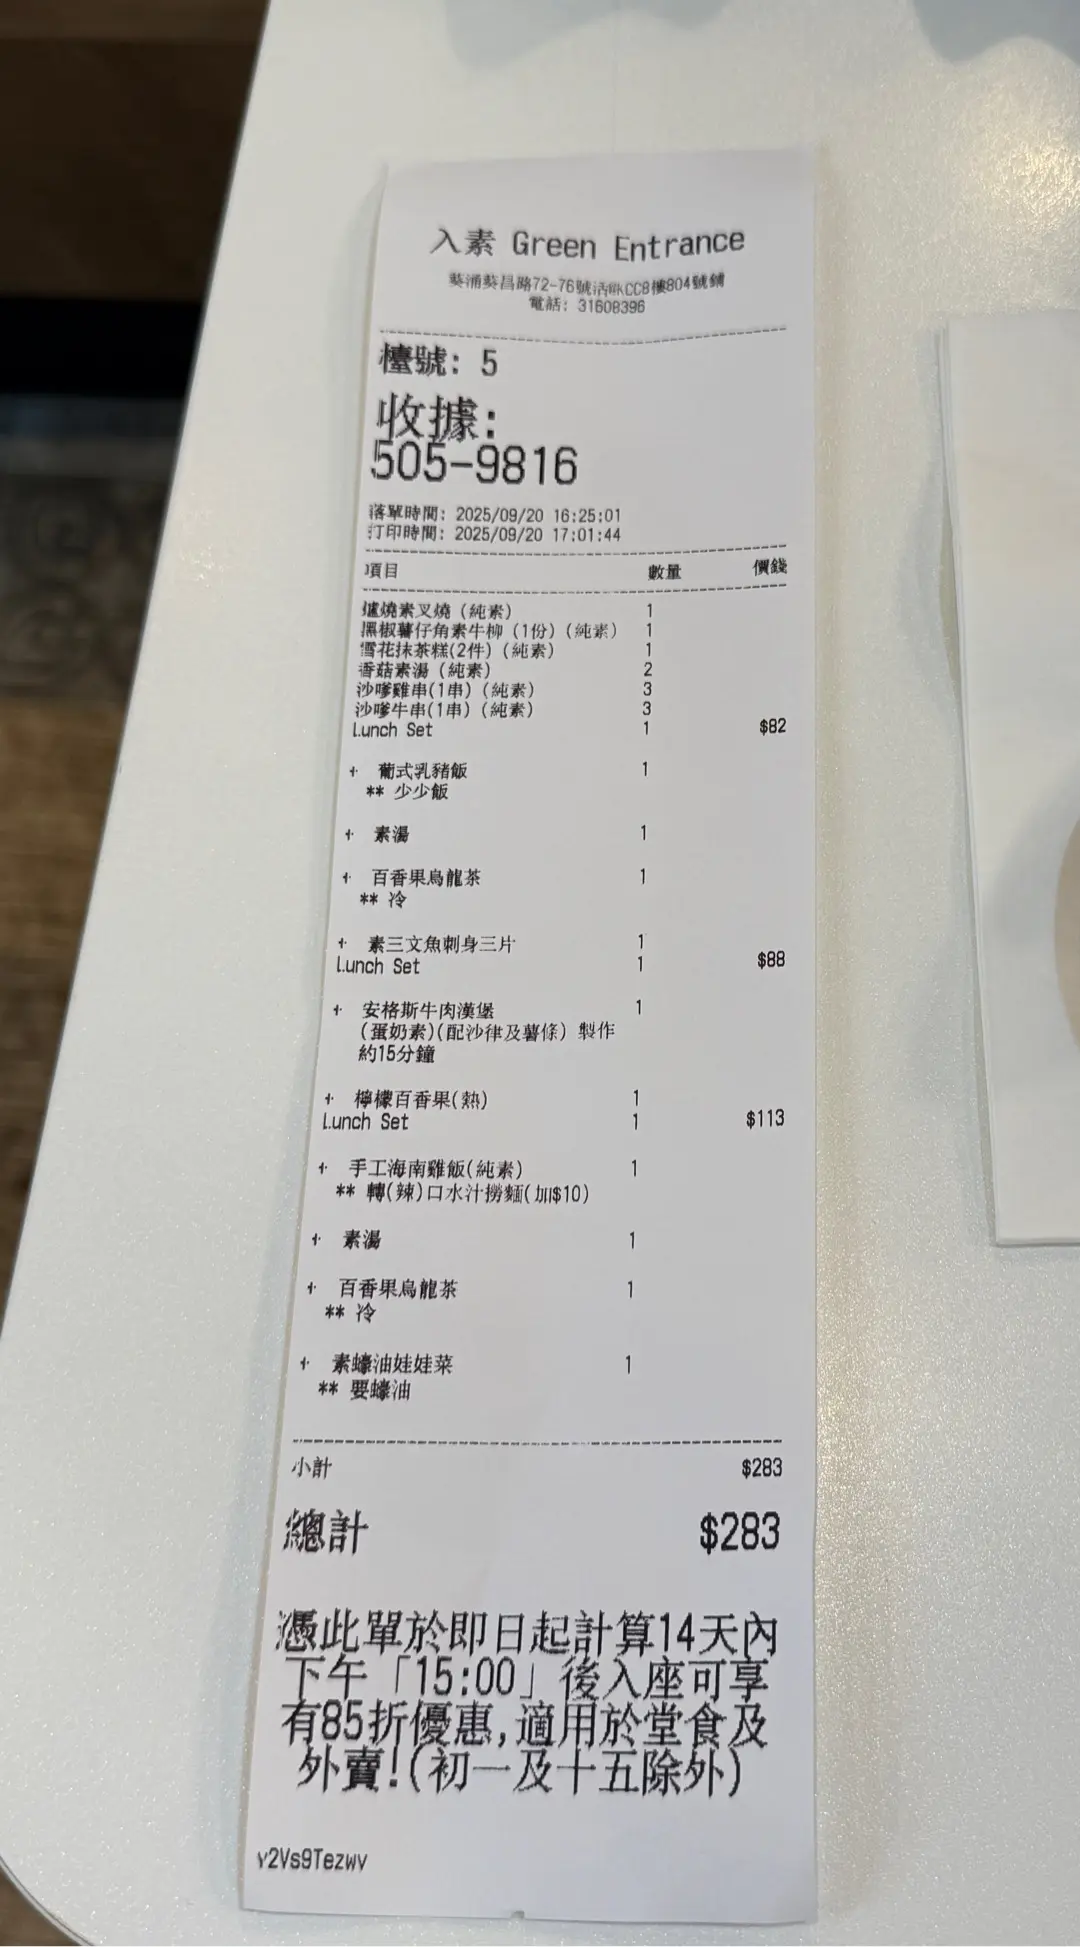 入素 Green Entrance
葵涌葵昌路72-76號活@KCC8樓804號鋪
電話: 31608396
檯號: 5
收據:
505-9816
落單時間: 2025/09/20 16:25:01
打印時間: 2025/09/20 17:01:44
項目 數量 價錢
爐燒素叉燒 (純素) 1
黑椒薯仔角素牛柳 (1份) (純素) 1
雪花抹茶糕(2件) (純素) 1
香菇素湯 (純素) 2
沙嗲雞串(1串) (純素) 3
沙嗲牛串(1串) (純素) 3
Lunch Set 1 $82
+ 葡式乳豬飯 1
** 少少飯
+ 素湯 1
+ 百香果烏龍茶 1
** 冷
+ 素三文魚刺身三片 1
Lunch Set 1 $88
+ 安格斯牛肉漢堡 1
(蛋奶素)(配沙律及薯條) 製作
約15分鐘
+ 檸檬百香果(熱) 1
Lunch Set 1 $113
+ 手工海南雞飯(純素) 1
** 轉(辣)口水汁撈麵(加$10)
+ 素湯 1
+ 百香果烏龍茶 1
** 冷
+ 素蠔油娃娃菜 1
** 要蠔油
小計 $283
總計 $283
憑此單於即日起計算14天內
下午「15:00」後入座可享
有85折優惠,適用於堂食及
外賣!(初一及十五除外)
y2Vs9Tezwv